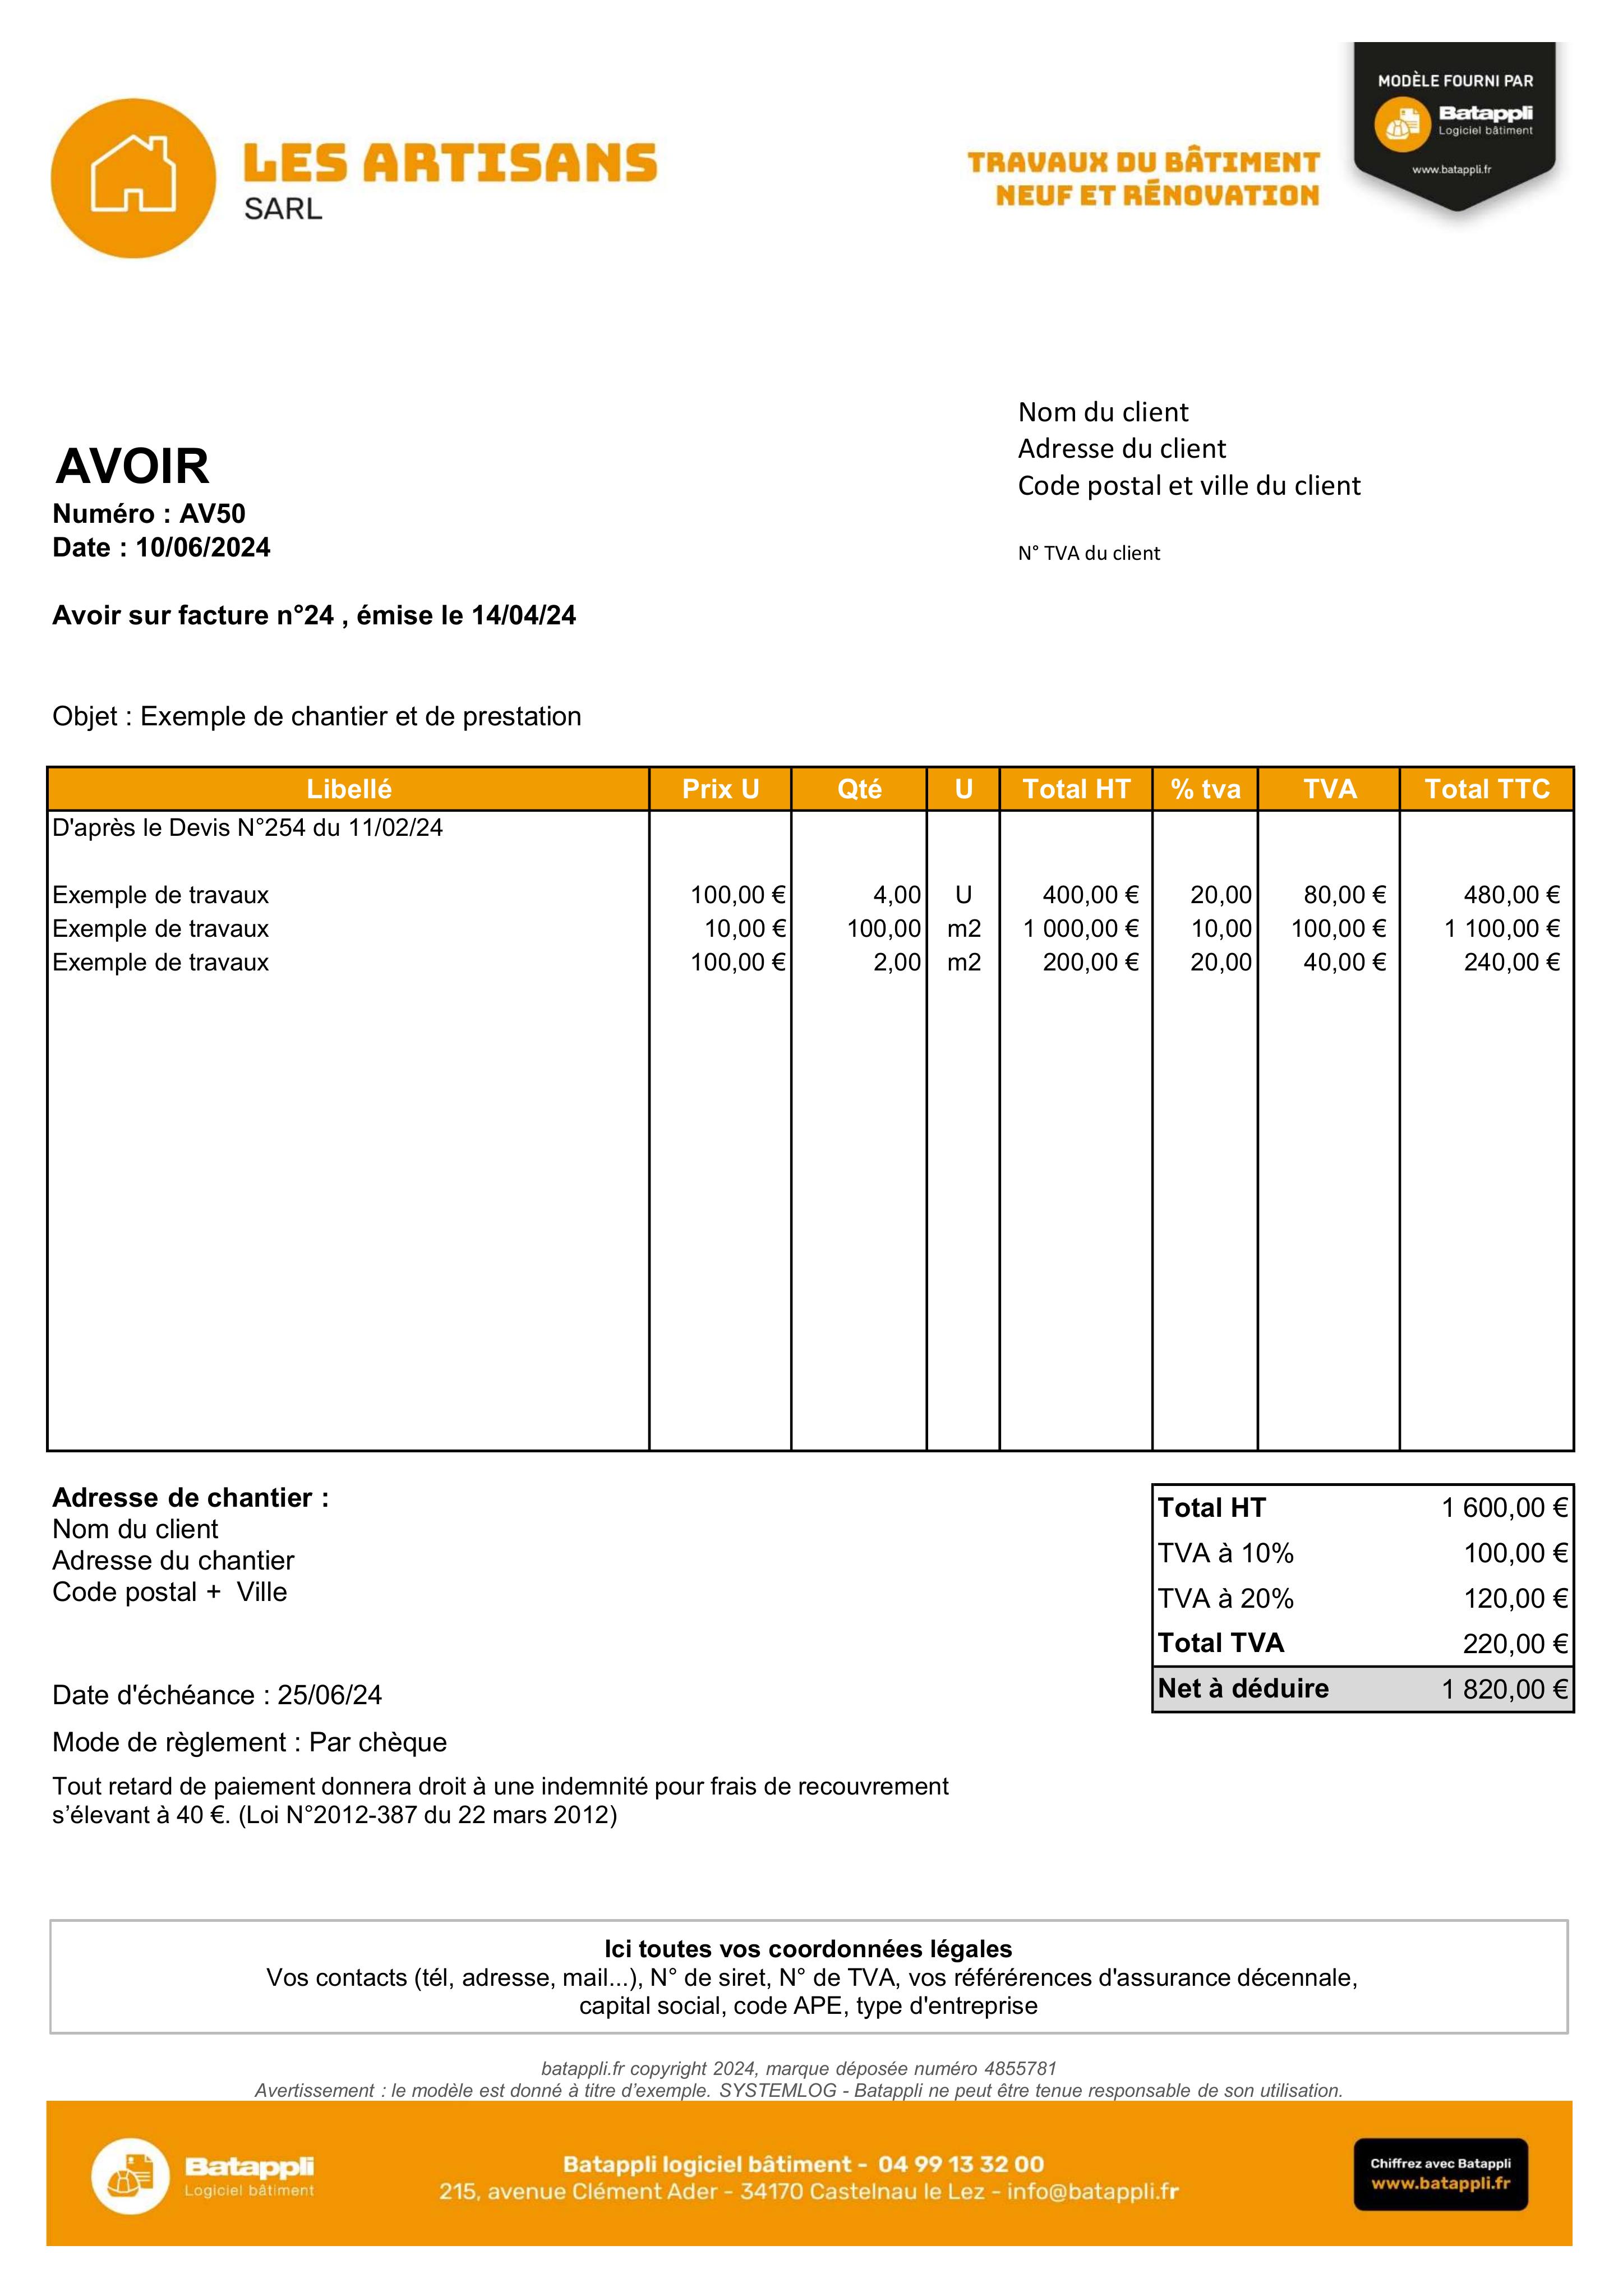 MODÈLE FOURNI PAR
Batappli
Logiciel bâtiment
www.batappli.fr
LES ARTISANS
SARL
TRAVAUX DU BÂTIMENT
NEUF ET RÉNOVATION
Nom du client
Adresse du client
Code postal et ville du client
N° TVA du client
AVOIR
Numéro : AV50
Date : 10/06/2024
Avoir sur facture n°24 , émise le 14/04/24
Objet : Exemple de chantier et de prestation
Libellé Prix U Qté U Total HT % tva TVA Total TTC
D'après le Devis N°254 du 11/02/24
Exemple de travaux 100,00 € 4,00 U 400,00 € 20,00 80,00 € 480,00 €
Exemple de travaux 10,00 € 100,00 m2 1 000,00 € 10,00 100,00 € 1 100,00 €
Exemple de travaux 100,00 € 2,00 m2 200,00 € 20,00 40,00 € 240,00 €
Adresse de chantier :
Nom du client
Adresse du chantier
Code postal + Ville
Total HT 1 600,00 €
TVA à 10% 100,00 €
TVA à 20% 120,00 €
Total TVA 220,00 €
Net à déduire 1 820,00 €
Date d'échéance : 25/06/24
Mode de règlement : Par chèque
Tout retard de paiement donnera droit à une indemnité pour frais de recouvrement
s’élevant à 40 €. (Loi N°2012-387 du 22 mars 2012)
Ici toutes vos coordonnées légales
Vos contacts (tél, adresse, mail...), N° de siret, N° de TVA, vos référérences d'assurance décennale,
capital social, code APE, type d'entreprise
batappli.fr copyright 2024, marque déposée numéro 4855781
Avertissement : le modèle est donné à titre d’exemple. SYSTEMLOG - Batappli ne peut être tenue responsable de son utilisation.
Batappli
Logiciel bâtiment
Batappli logiciel bâtiment - 04 99 13 32 00
215, avenue Clément Ader - 34170 Castelnau le Lez - info@batappli.fr
Chiffrez avec Batappli
www.batappli.fr